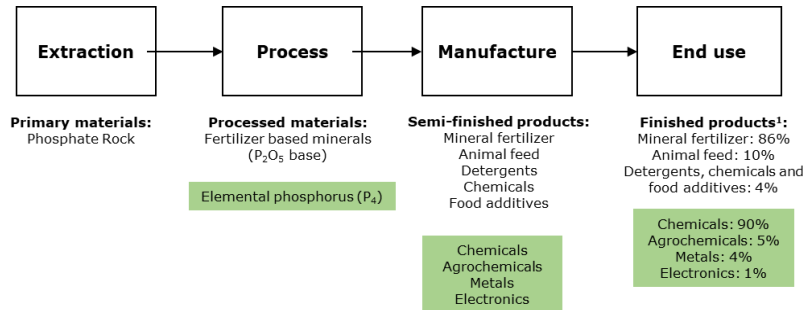 Extraction
Process
Manufacture
End use
Primary materials:
Phosphate Rock
Processed materials:
Fertilizer based minerals
(P₂O₅ base)
Elemental phosphorus (P₄)
Semi-finished products:
Mineral fertilizer
Animal feed
Detergents
Chemicals
Food additives
Chemicals
Agrochemicals
Metals
Electronics
Finished products¹:
Mineral fertilizer: 86%
Animal feed: 10%
Detergents, chemicals and
food additives: 4%
Chemicals: 90%
Agrochemicals: 5%
Metals: 4%
Electronics: 1%